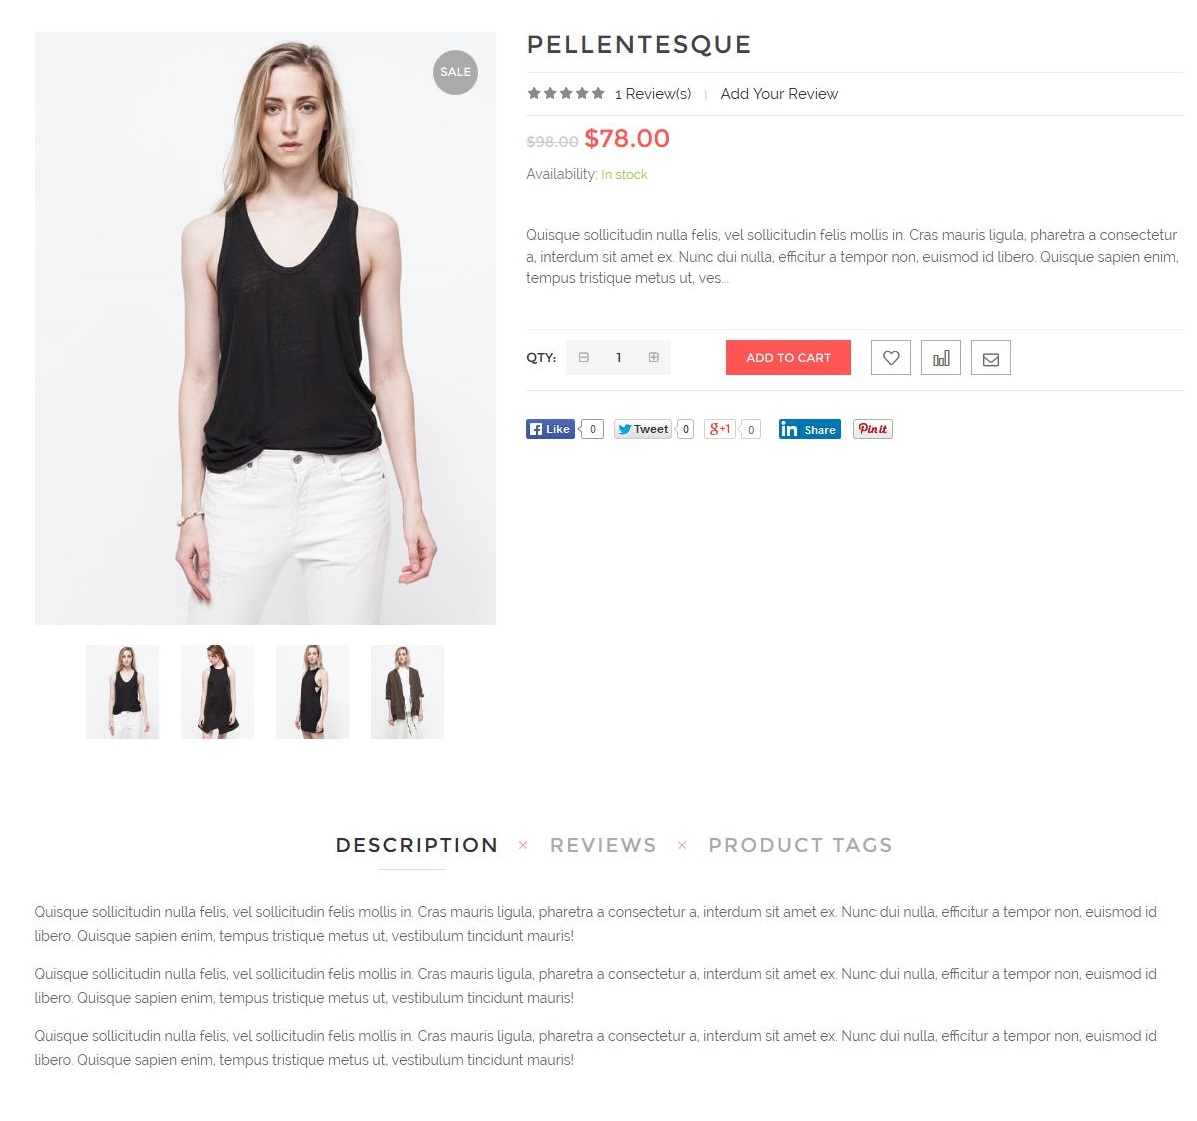 SALE
PELLENTESQUE
1 Review(s) | Add Your Review
$98.00 $78.00
Availability: In stock
Quisque sollicitudin nulla felis, vel sollicitudin felis mollis in. Cras mauris ligula, pharetra a consectetur
a, interdum sit amet ex. Nunc dui nulla, efficitur a tempor non, euismod id libero. Quisque sapien enim,
tempus tristique metus ut, ves...
QTY: 1 ADD TO CART
Like 0 Tweet 0 g+1 0 in Share Pin it
DESCRIPTION × REVIEWS × PRODUCT TAGS
Quisque sollicitudin nulla felis, vel sollicitudin felis mollis in. Cras mauris ligula, pharetra a consectetur a, interdum sit amet ex. Nunc dui nulla, efficitur a tempor non, euismod id
libero. Quisque sapien enim, tempus tristique metus ut, vestibulum tincidunt mauris!
Quisque sollicitudin nulla felis, vel sollicitudin felis mollis in. Cras mauris ligula, pharetra a consectetur a, interdum sit amet ex. Nunc dui nulla, efficitur a tempor non, euismod id
libero. Quisque sapien enim, tempus tristique metus ut, vestibulum tincidunt mauris!
Quisque sollicitudin nulla felis, vel sollicitudin felis mollis in. Cras mauris ligula, pharetra a consectetur a, interdum sit amet ex. Nunc dui nulla, efficitur a tempor non, euismod id
libero. Quisque sapien enim, tempus tristique metus ut, vestibulum tincidunt mauris!